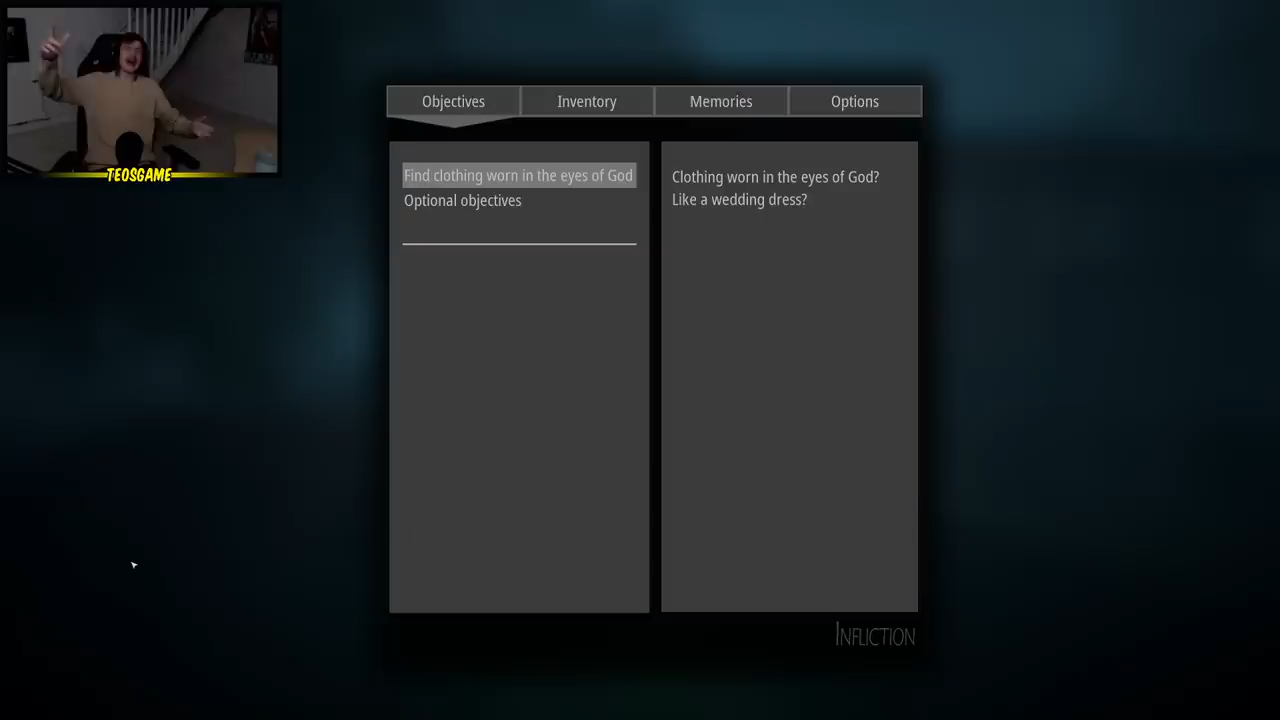 TEOSGAME
Objectives
Inventory
Memories
Options
Find clothing worn in the eyes of God
Optional objectives
Clothing worn in the eyes of God?
Like a wedding dress?
INFLICTION